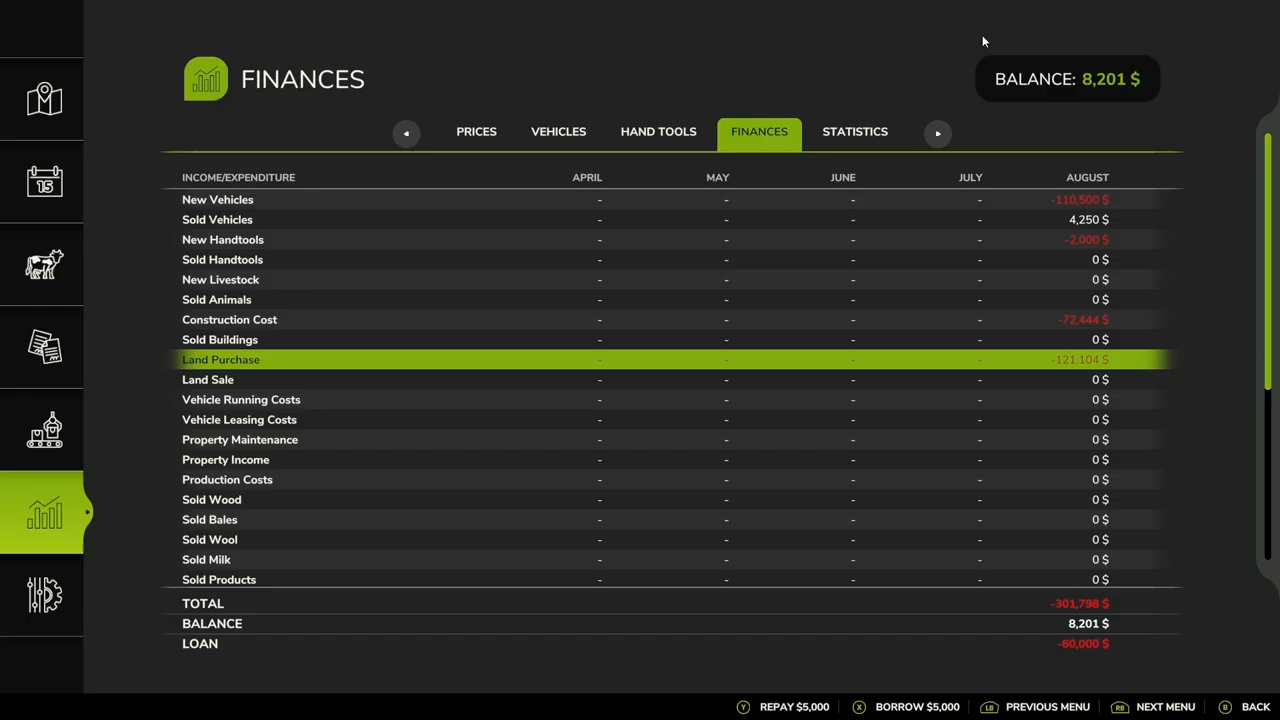 FINANCES
BALANCE: 8,201 $
PRICES VEHICLES HAND TOOLS FINANCES STATISTICS
15
INCOME/EXPENDITURE APRIL MAY JUNE JULY AUGUST
New Vehicles - - - - -110,500 $
Sold Vehicles - - - - 4,250 $
New Handtools - - - - -2,000 $
Sold Handtools - - - - 0 $
New Livestock - - - - 0 $
Sold Animals - - - - 0 $
Construction Cost - - - - -72,444 $
Sold Buildings - - - - 0 $
Land Purchase - - - - -121,104 $
Land Sale - - - - 0 $
Vehicle Running Costs - - - - 0 $
Vehicle Leasing Costs - - - - 0 $
Property Maintenance - - - - 0 $
Property Income - - - - 0 $
Production Costs - - - - 0 $
Sold Wood - - - - 0 $
Sold Bales - - - - 0 $
Sold Wool - - - - 0 $
Sold Milk - - - - 0 $
Sold Products - - - - 0 $
TOTAL -301,798 $
BALANCE 8,201 $
LOAN -60,000 $
Y REPAY $5,000 X BORROW $5,000 LB PREVIOUS MENU RB NEXT MENU B BACK